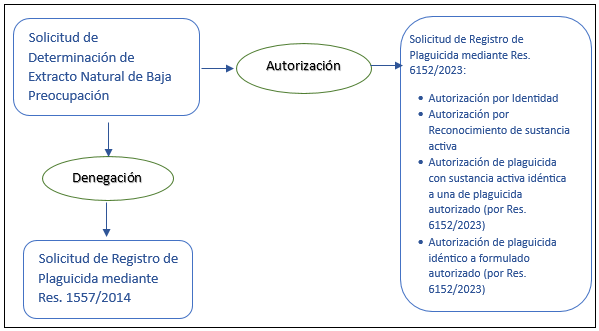 Solicitud de
Determinación de
Extracto Natural de Baja
Preocupación
Autorización
Solicitud de Registro de
Plaguicida mediante Res.
6152/2023:
• Autorización por Identidad
• Autorización por
Reconocimiento de sustancia
activa
• Autorización de plaguicida
con sustancia activa idéntica
a una de plaguicida
autorizado (por Res.
6152/2023)
• Autorización de plaguicida
idéntico a formulado
autorizado (por Res.
6152/2023)
Denegación
Solicitud de Registro de
Plaguicida mediante
Res. 1557/2014